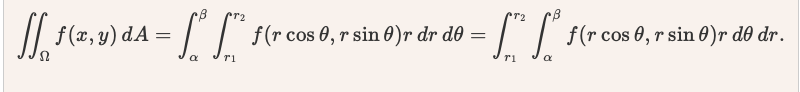 ∬_Ω f(x, y) dA = ∫_α^β ∫_{r_1}^{r_2} f(r cos θ, r sin θ)r dr dθ = ∫_{r_1}^{r_2} ∫_α^β f(r cos θ, r sin θ)r dθ dr.